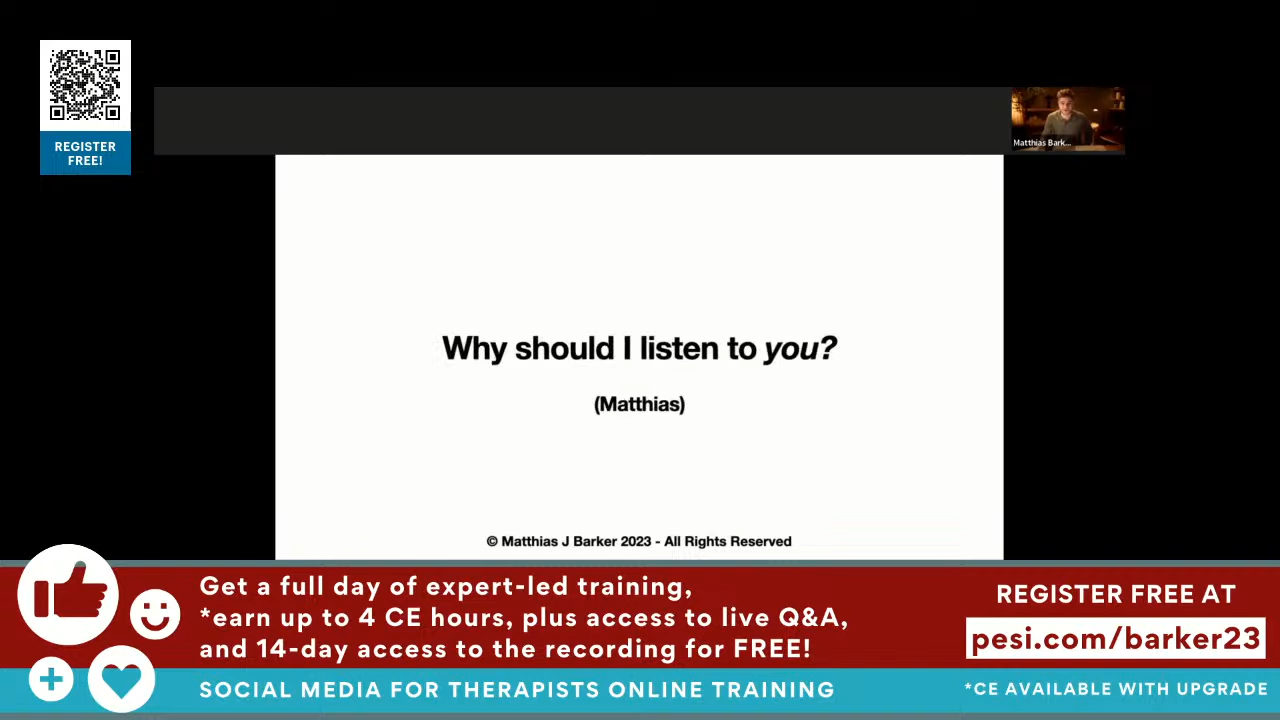 REGISTER
FREE!
Matthias Bark...
Why should I listen to you?
(Matthias)
© Matthias J Barker 2023 - All Rights Reserved
Get a full day of expert-led training,
*earn up to 4 CE hours, plus access to live Q&A,
and 14-day access to the recording for FREE!
REGISTER FREE AT
pesi.com/barker23
SOCIAL MEDIA FOR THERAPISTS ONLINE TRAINING
*CE AVAILABLE WITH UPGRADE